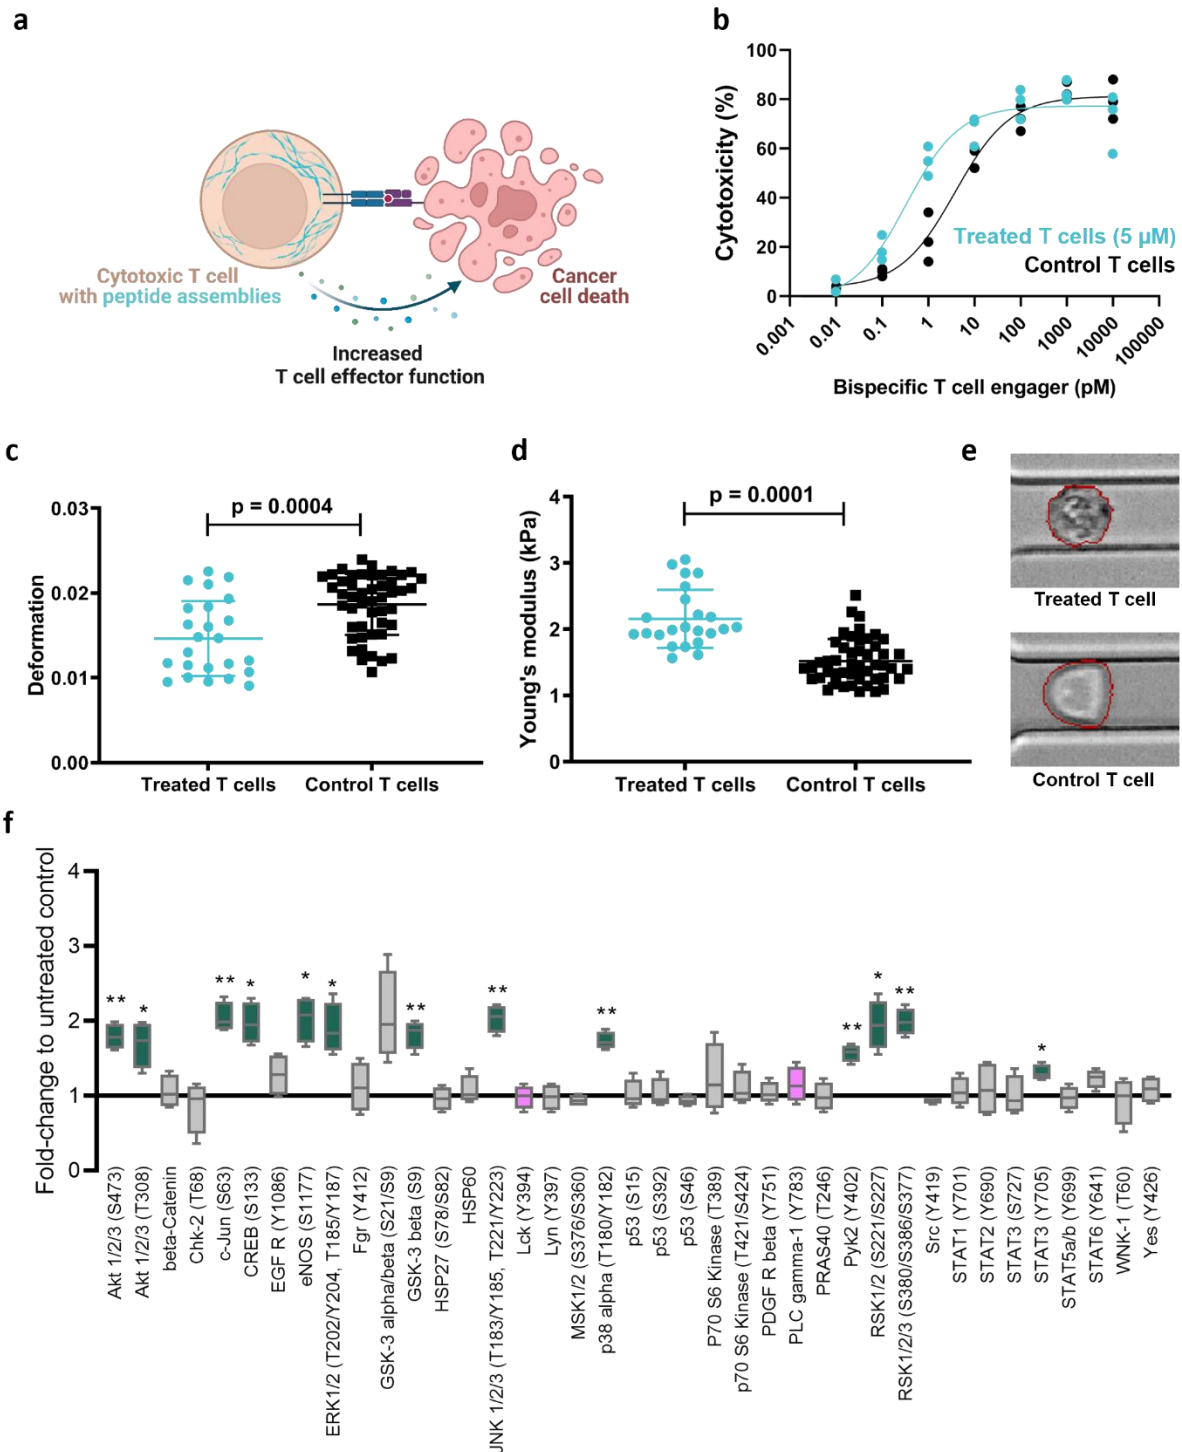 a
Cytotoxic T cell
with peptide assemblies
Cancer
cell death
Increased
T cell effector function
b
Cytotoxicity (%)
100
80
60
40
20
0
Treated T cells (5 µM)
Control T cells
0.001
0.01
0.1
1
10
100
1000
10000
100000
Bispecific T cell engager (pM)
c
Deformation
0.03
0.02
0.01
0.00
p = 0.0004
Treated T cells
Control T cells
d
Young's modulus (kPa)
4
3
2
1
0
p = 0.0001
Treated T cells
Control T cells
e
Treated T cell
Control T cell
f
Fold-change to untreated control
4
3
2
1
0
**
*
**
*
*
*
**
**
**
**
*
**
*
Akt 1/2/3 (S473)
Akt 1/2/3 (T308)
beta-Catenin
Chk-2 (T68)
c-Jun (S63)
CREB (S133)
EGF R (Y1086)
eNOS (S1177)
ERK1/2 (T202/Y204, T185/Y187)
Fgr (Y412)
GSK-3 alpha/beta (S21/S9)
GSK-3 beta (S9)
HSP27 (S78/S82)
HSP60
JNK 1/2/3 (T183/Y185, T221/Y223)
Lck (Y394)
Lyn (Y397)
MSK1/2 (S376/S360)
p38 alpha (T180/Y182)
p53 (S15)
p53 (S392)
p53 (S46)
P70 S6 Kinase (T389)
p70 S6 Kinase (T421/S424)
PDGF R beta (Y751)
PLC gamma-1 (Y783)
PRAS40 (T246)
Pyk2 (Y402)
RSK1/2 (S221/S227)
RSK1/2/3 (S380/S386/S377)
Src (Y419)
STAT1 (Y701)
STAT2 (Y690)
STAT3 (S727)
STAT3 (Y705)
STAT5a/b (Y699)
STAT6 (Y641)
WNK-1 (T60)
Yes (Y426)